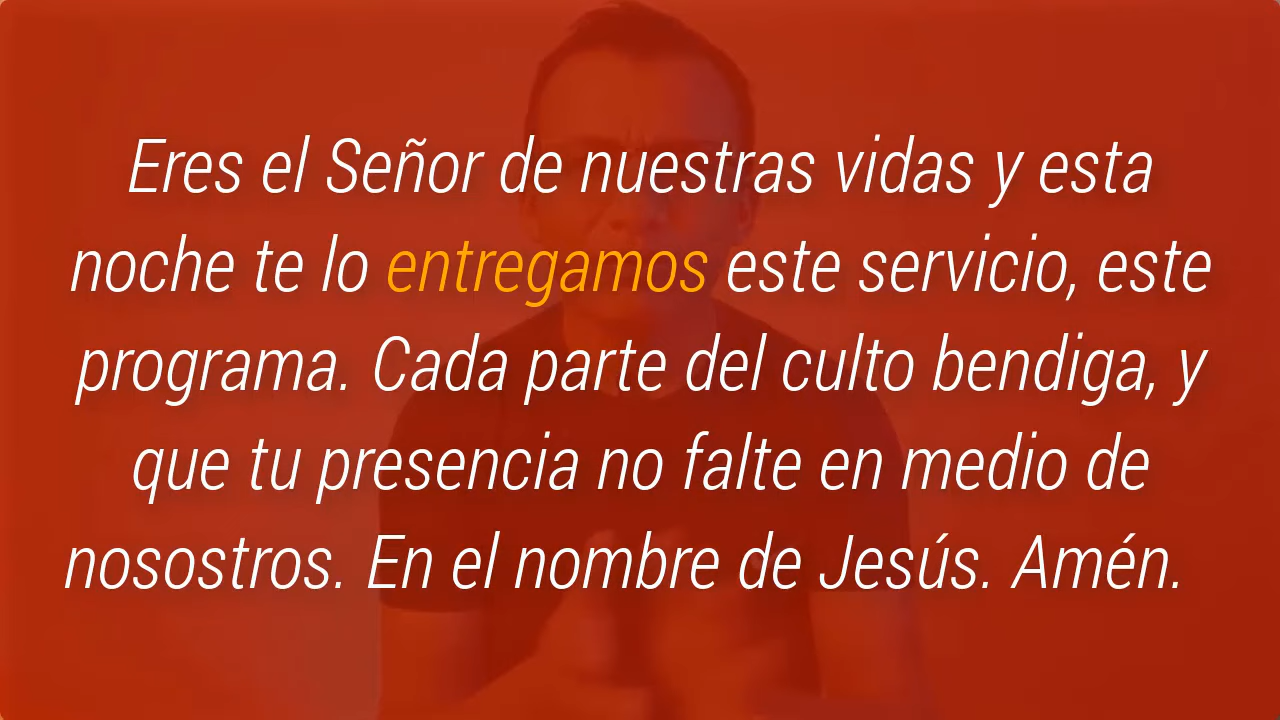 Eres el Señor de nuestras vidas y esta
noche te lo entregamos este servicio, este
programa. Cada parte del culto bendiga, y
que tu presencia no falte en medio de
nosostros. En el nombre de Jesús. Amén.